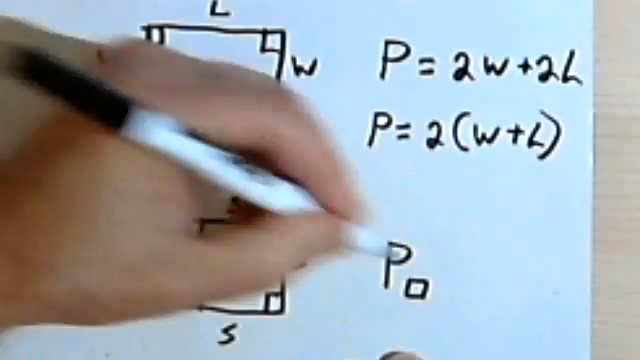 L
W
P = 2W+2L
P = 2(W+L)
P□
S